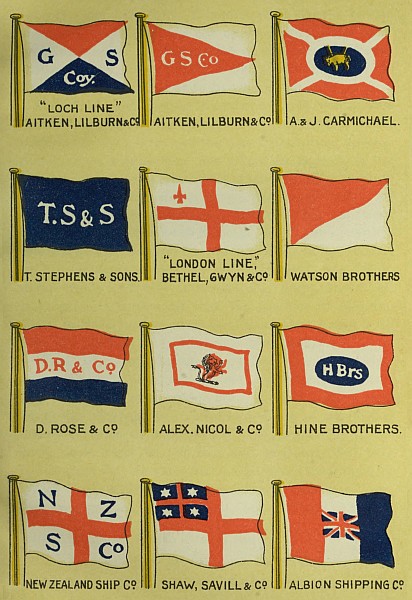 G S
Coy.
"LOCH LINE"
AITKEN, LILBURN & Co
G S Co
AITKEN, LILBURN & Co
A. & J. CARMICHAEL.
T. S & S
T. STEPHENS & SONS.
"LONDON LINE,"
BETHEL, GWYN & Co
WATSON BROTHERS
D. R & Co
D. ROSE & Co
ALEX. NICOL & Co
H Brs
HINE BROTHERS.
N Z
S Co
NEW ZEALAND SHIP Co
SHAW, SAVILL & Co
ALBION SHIPPING Co